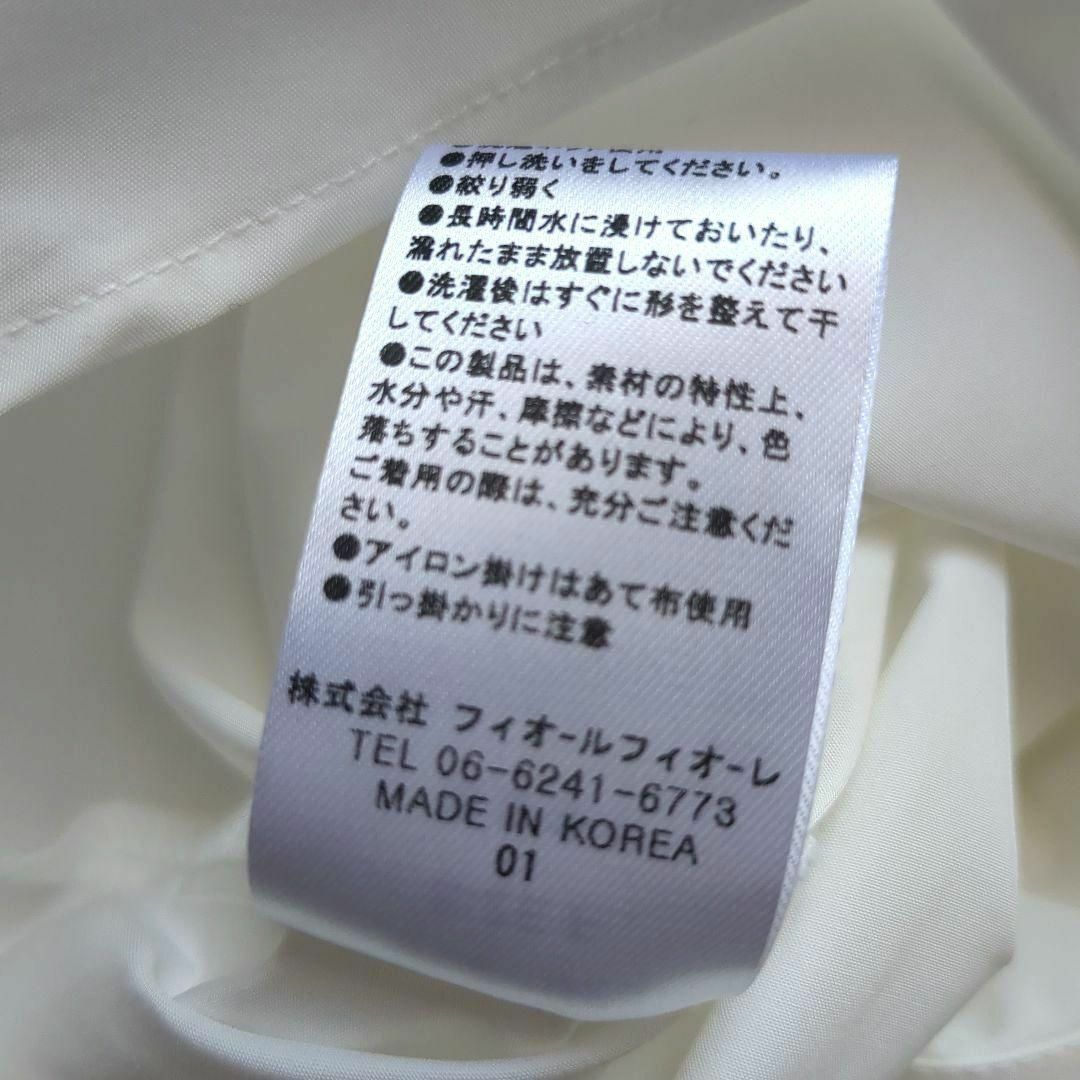 ●押し洗いをしてください。
●絞り弱く
●長時間水に浸けておいたり、
濡れたまま放置しないでください
●洗濯後はすぐに形を整えて干
してください
●この製品は、素材の特性上、
水分や汗、摩擦などにより、色
落ちすることがあります。
ご着用の際は、充分ご注意くだ
さい。
●アイロン掛けはあて布使用
●引っ掛かりに注意
株式会社 フィオールフィオーレ
TEL 06-6241-6773
MADE IN KOREA
01